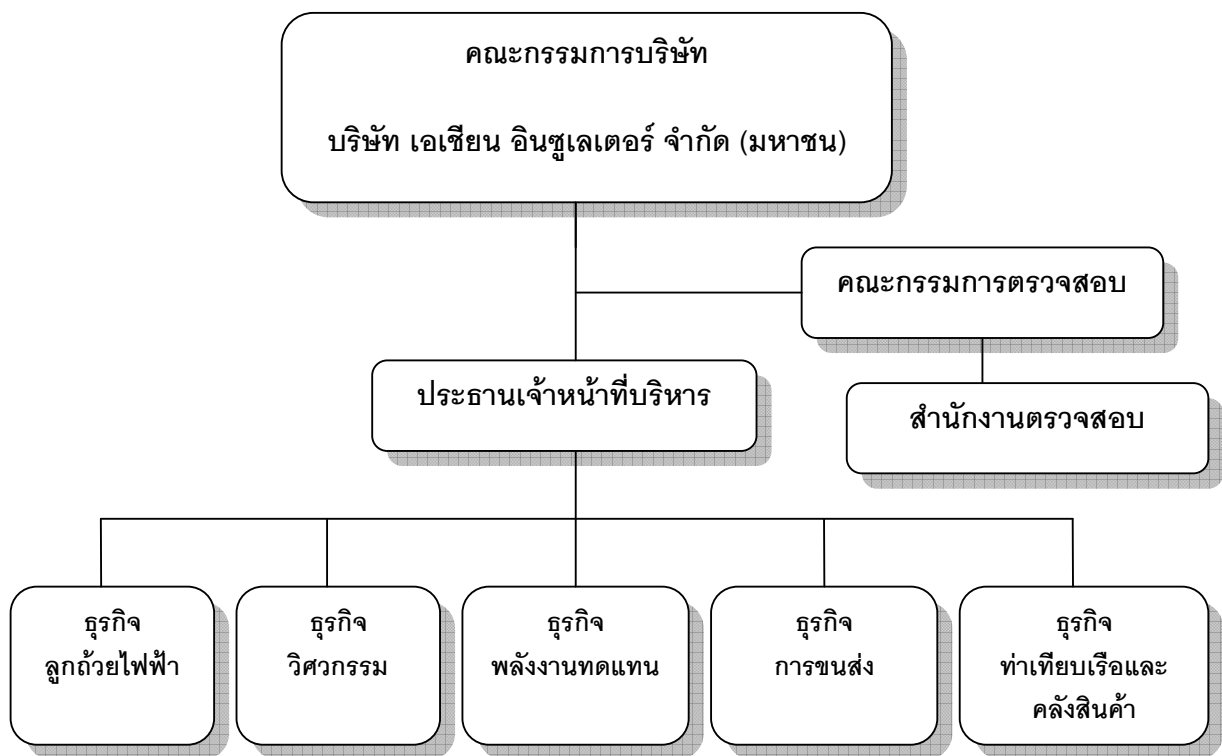 คณะกรรมการบริษัท
บริษัท เอเชียน อินซูเลเตอร์ จำกัด (มหาชน)
คณะกรรมการตรวจสอบ
ประธานเจ้าหน้าที่บริหาร
สำนักงานตรวจสอบ
ธุรกิจ
ลูกถ้วยไฟฟ้า
ธุรกิจ
วิศวกรรม
ธุรกิจ
พลังงานทดแทน
ธุรกิจ
การขนส่ง
ธุรกิจ
ท่าเทียบเรือและ
คลังสินค้า